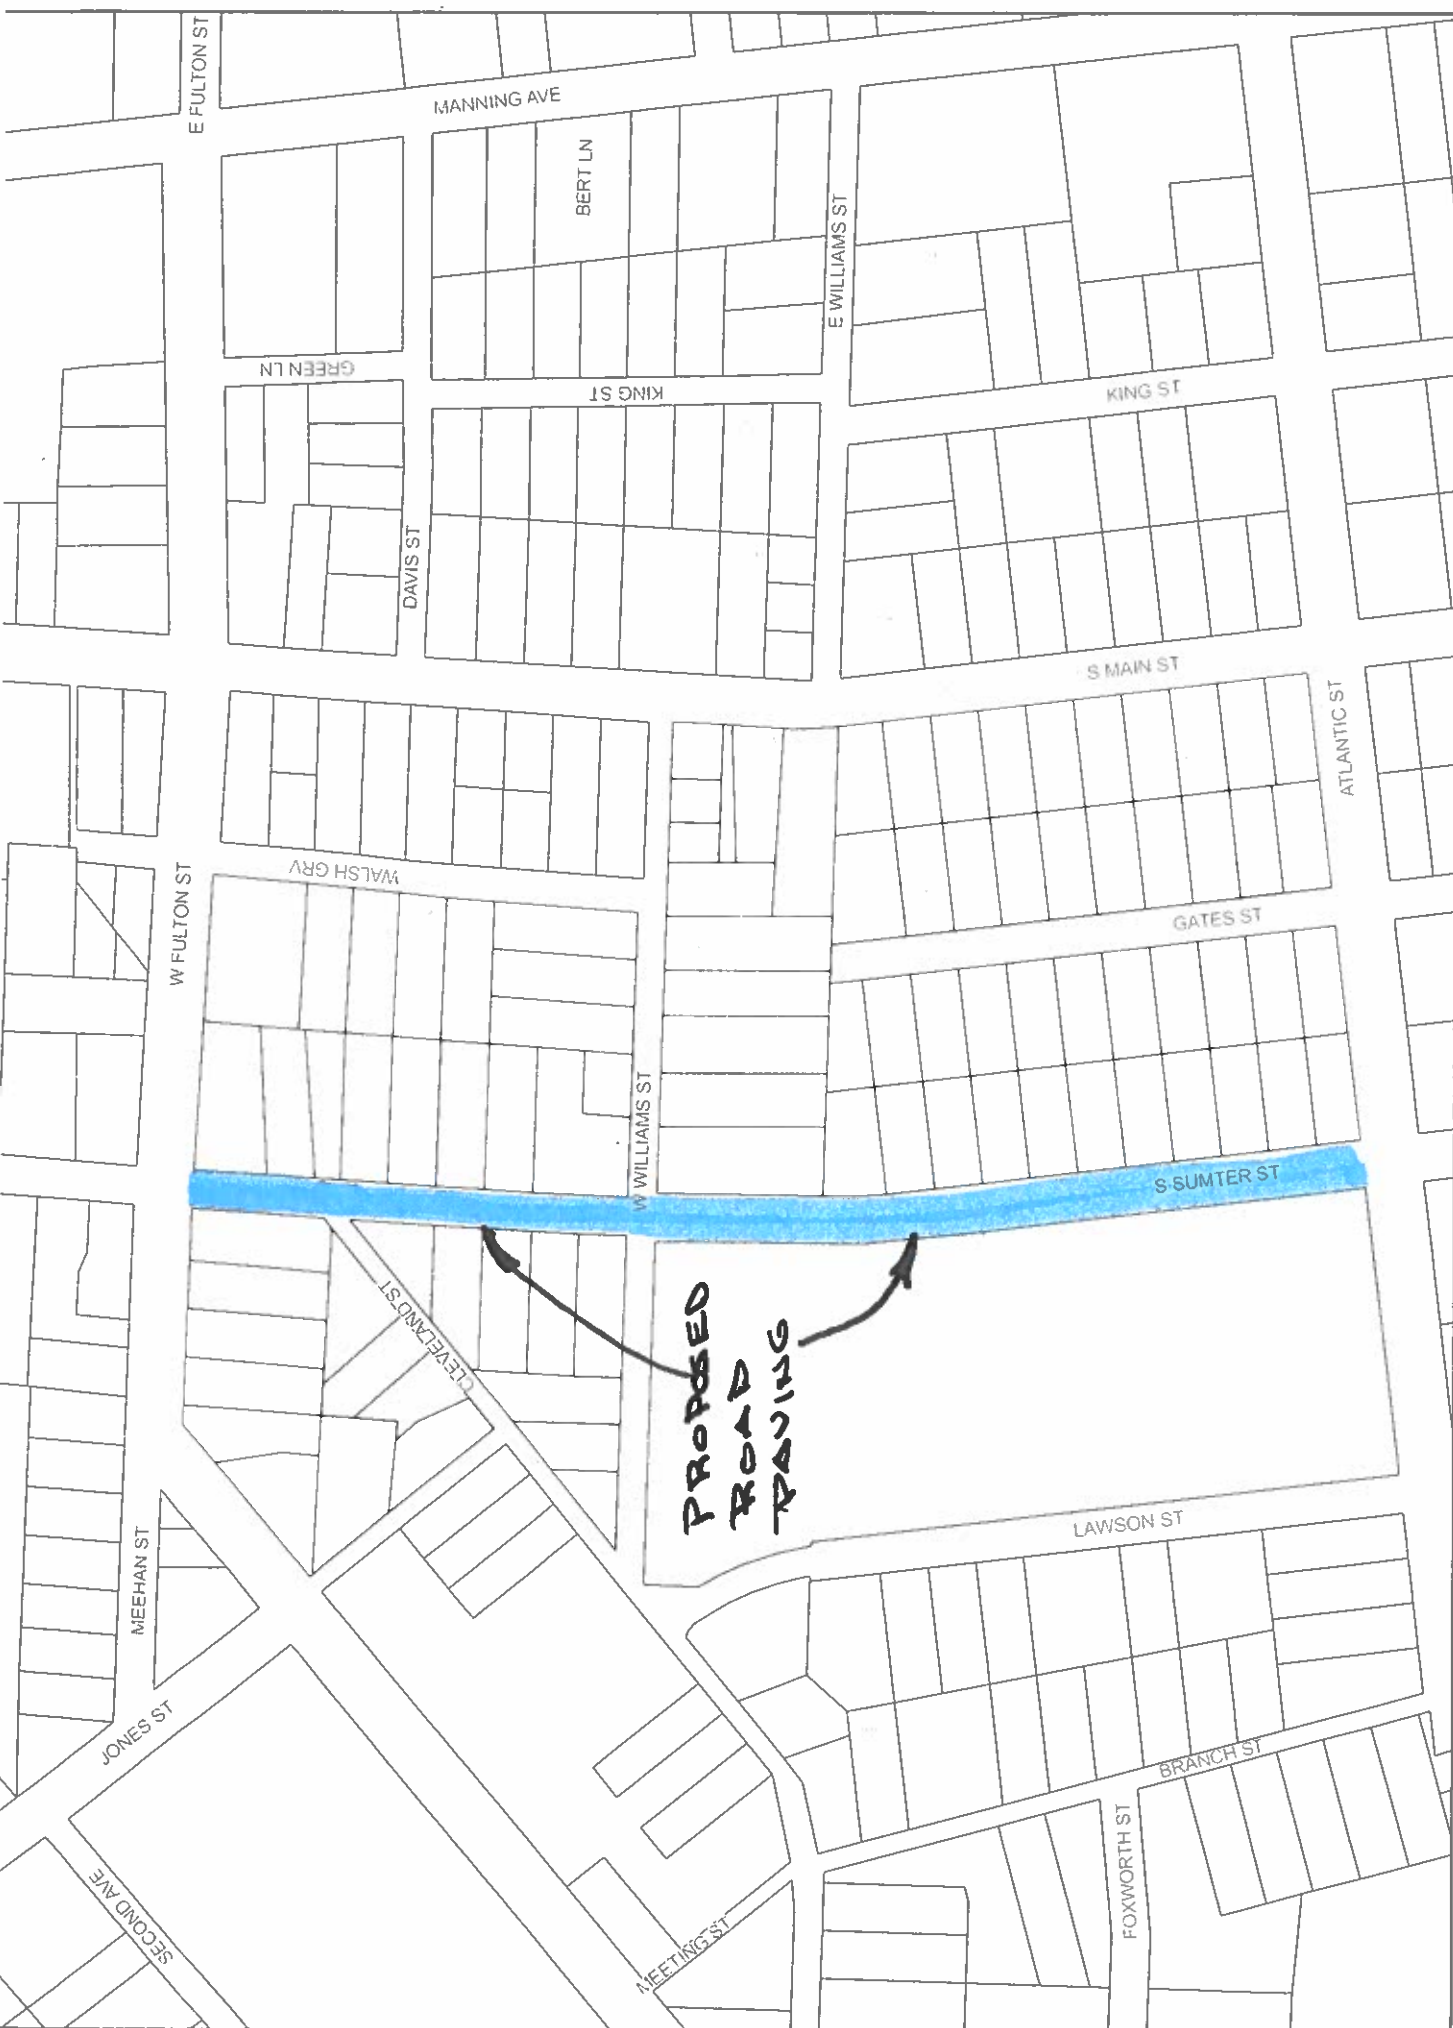 E FULTON ST
MANNING AVE
BERT LN
E WILLIAMS ST
GREEN LN
KING ST
KING ST
DAVIS ST
S MAIN ST
ATLANTIC ST
WALSH GRV
W FULTON ST
GATES ST
W WILLIAMS ST
S SUMTER ST
CLEVELAND ST
PROPOSED
ROAD
PAVING
LAWSON ST
MEEHAN ST
JONES ST
BRANCH ST
FOXWORTH ST
SECOND AVE
MEETING ST